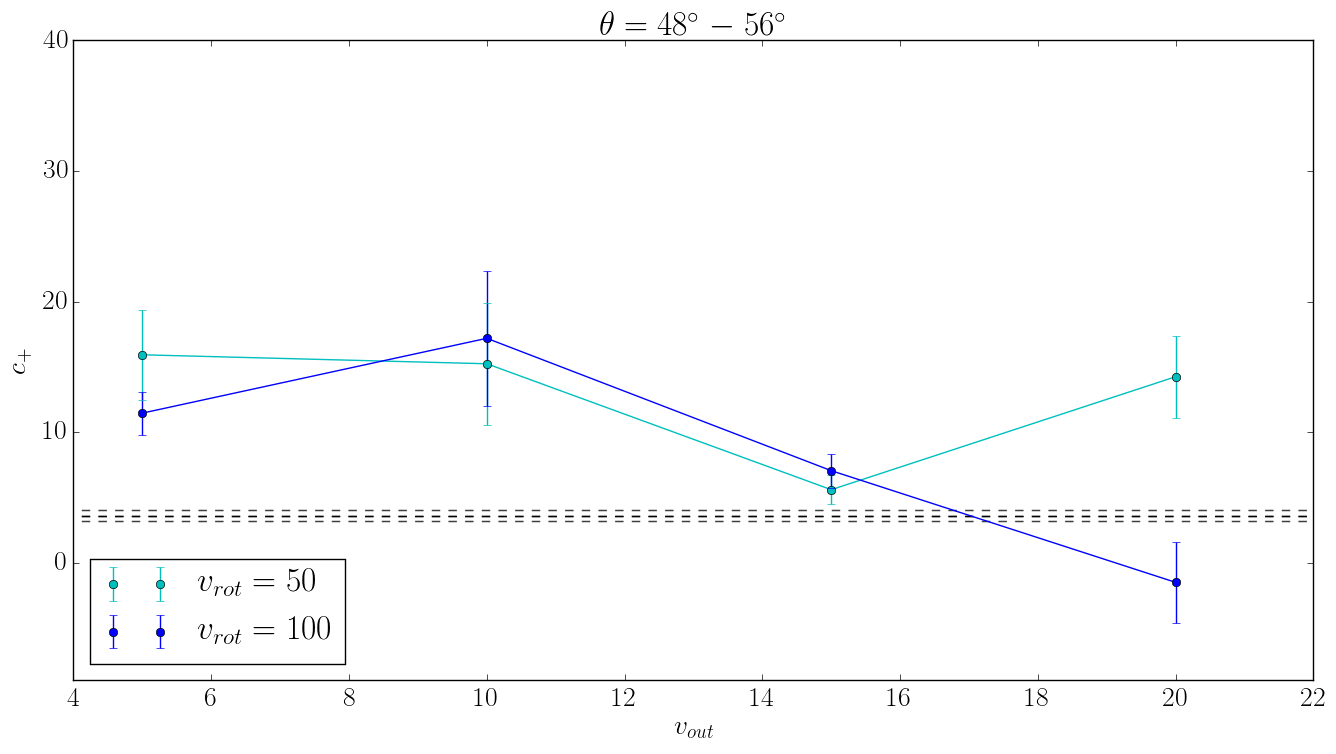 θ = 48° − 56°
40
30
20
10
0
c₊
v_rot = 50
v_rot = 100
4 6 8 10 12 14 16 18 20 22
v_out